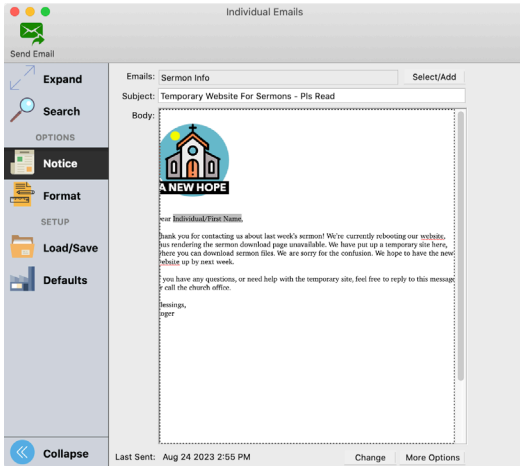 Individual Emails
Send Email
Expand
Search
OPTIONS
Notice
Format
SETUP
Load/Save
Defaults
Collapse
Emails: Sermon Info Select/Add
Subject: Temporary Website For Sermons - Pls Read
Body:
A NEW HOPE
ear Individual/First Name,
hank you for contacting us about last week's sermon! We're currently rebooting our website,
us rendering the sermon download page unavailable. We have put up a temporary site here,
here you can download sermon files. We are sorry for the confusion. We hope to have the new
ebsite up by next week.
you have any questions, or need help with the temporary site, feel free to reply to this message
r call the church office.
lessings,
oger
Last Sent: Aug 24 2023 2:55 PM Change More Options